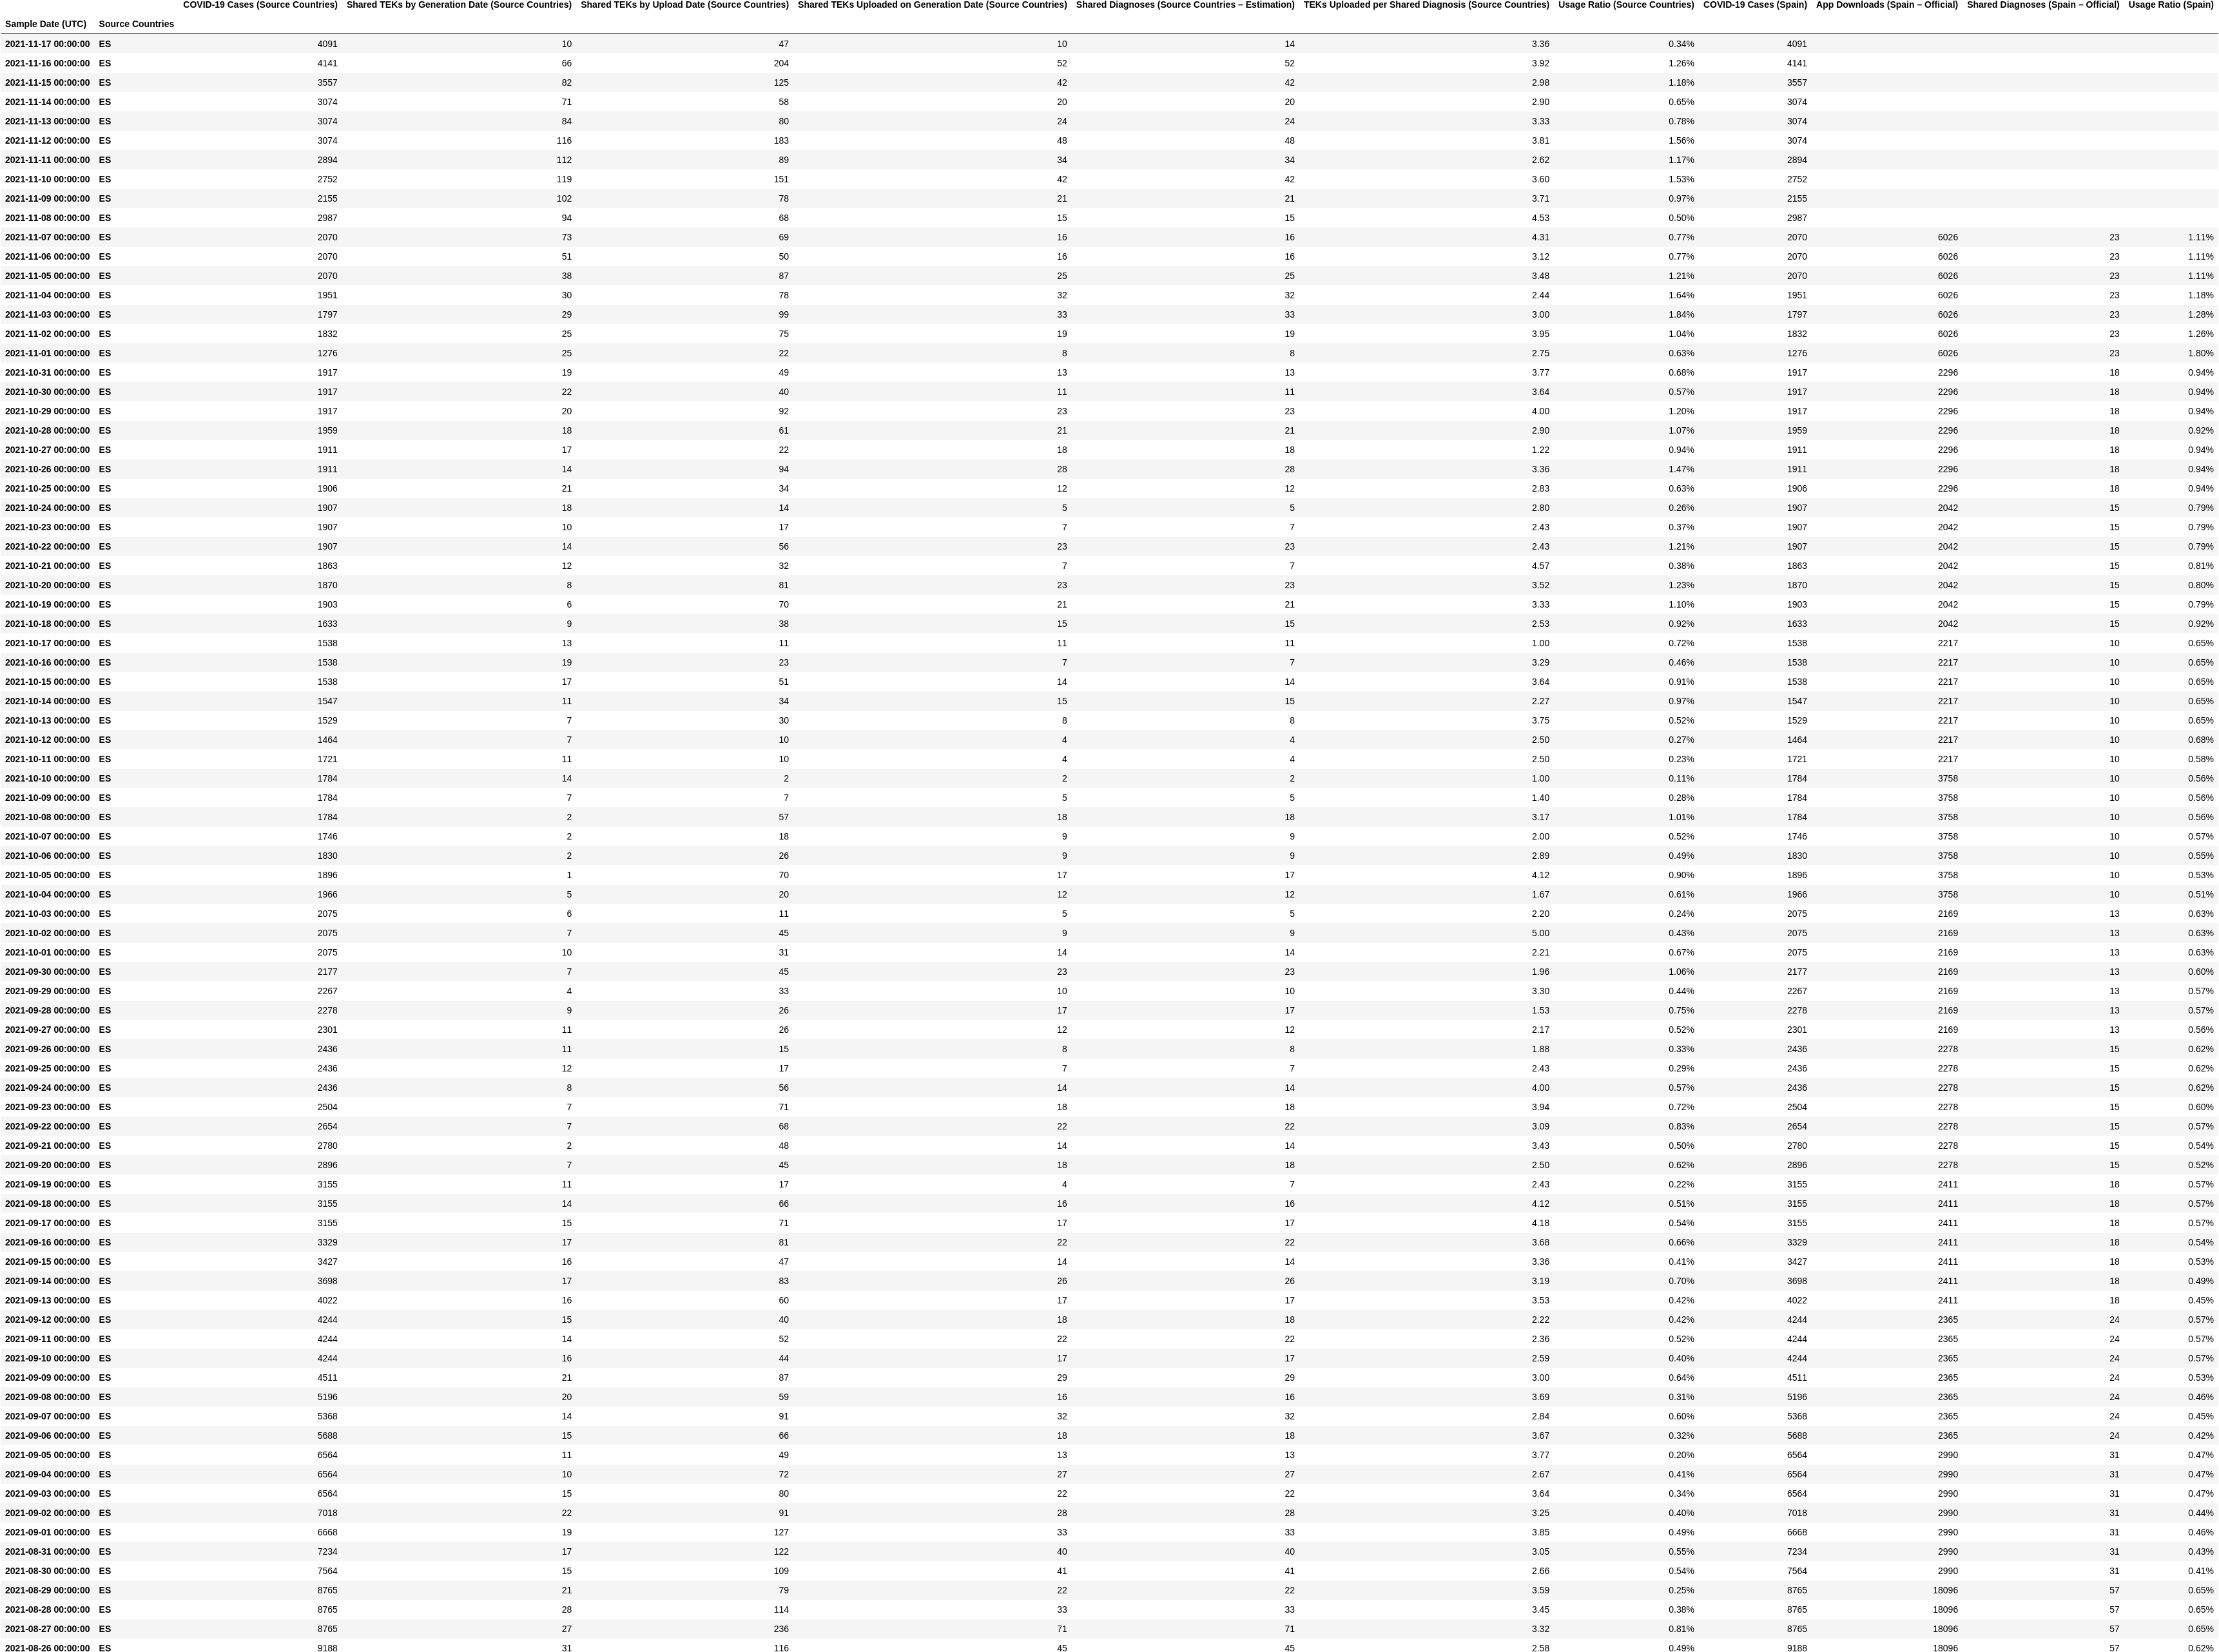 COVID-19 Cases (Source Countries) Shared TEKs by Generation Date (Source Countries) Shared TEKs by Upload Date (Source Countries) Shared TEKs Uploaded on Generation Date (Source Countries) Shared Diagnoses (Source Countries – Estimation) TEKs Uploaded per Shared Diagnosis (Source Countries) Usage Ratio (Source Countries) COVID-19 Cases (Spain) App Downloads (Spain – Official) Shared Diagnoses (Spain – Official) Usage Ratio (Spain)
Sample Date (UTC) Source Countries
2021-11-17 00:00:00 ES 4091 10 47 10 14 3.36 0.34% 4091
2021-11-16 00:00:00 ES 4141 66 204 52 52 3.92 1.26% 4141
2021-11-15 00:00:00 ES 3557 82 125 42 42 2.98 1.18% 3557
2021-11-14 00:00:00 ES 3074 71 58 20 20 2.90 0.65% 3074
2021-11-13 00:00:00 ES 3074 84 80 24 24 3.33 0.78% 3074
2021-11-12 00:00:00 ES 3074 116 183 48 48 3.81 1.56% 3074
2021-11-11 00:00:00 ES 2894 112 89 34 34 2.62 1.17% 2894
2021-11-10 00:00:00 ES 2752 119 151 42 42 3.60 1.53% 2752
2021-11-09 00:00:00 ES 2155 102 78 21 21 3.71 0.97% 2155
2021-11-08 00:00:00 ES 2987 94 68 15 15 4.53 0.50% 2987
2021-11-07 00:00:00 ES 2070 73 69 16 16 4.31 0.77% 2070 6026 23 1.11%
2021-11-06 00:00:00 ES 2070 51 50 16 16 3.12 0.77% 2070 6026 23 1.11%
2021-11-05 00:00:00 ES 2070 38 87 25 25 3.48 1.21% 2070 6026 23 1.11%
2021-11-04 00:00:00 ES 1951 30 78 32 32 2.44 1.64% 1951 6026 23 1.18%
2021-11-03 00:00:00 ES 1797 29 99 33 33 3.00 1.84% 1797 6026 23 1.28%
2021-11-02 00:00:00 ES 1832 25 75 19 19 3.95 1.04% 1832 6026 23 1.26%
2021-11-01 00:00:00 ES 1276 25 22 8 8 2.75 0.63% 1276 6026 23 1.80%
2021-10-31 00:00:00 ES 1917 19 49 13 13 3.77 0.68% 1917 2296 18 0.94%
2021-10-30 00:00:00 ES 1917 22 40 11 11 3.64 0.57% 1917 2296 18 0.94%
2021-10-29 00:00:00 ES 1917 20 92 23 23 4.00 1.20% 1917 2296 18 0.94%
2021-10-28 00:00:00 ES 1959 18 61 21 21 2.90 1.07% 1959 2296 18 0.92%
2021-10-27 00:00:00 ES 1911 17 22 18 18 1.22 0.94% 1911 2296 18 0.94%
2021-10-26 00:00:00 ES 1911 14 94 28 28 3.36 1.47% 1911 2296 18 0.94%
2021-10-25 00:00:00 ES 1906 21 34 12 12 2.83 0.63% 1906 2296 18 0.94%
2021-10-24 00:00:00 ES 1907 18 14 5 5 2.80 0.26% 1907 2042 15 0.79%
2021-10-23 00:00:00 ES 1907 10 17 7 7 2.43 0.37% 1907 2042 15 0.79%
2021-10-22 00:00:00 ES 1907 14 56 23 23 2.43 1.21% 1907 2042 15 0.79%
2021-10-21 00:00:00 ES 1863 12 32 7 7 4.57 0.38% 1863 2042 15 0.81%
2021-10-20 00:00:00 ES 1870 8 81 23 23 3.52 1.23% 1870 2042 15 0.80%
2021-10-19 00:00:00 ES 1903 6 70 21 21 3.33 1.10% 1903 2042 15 0.79%
2021-10-18 00:00:00 ES 1633 9 38 15 15 2.53 0.92% 1633 2042 15 0.92%
2021-10-17 00:00:00 ES 1538 13 11 11 11 1.00 0.72% 1538 2217 10 0.65%
2021-10-16 00:00:00 ES 1538 19 23 7 7 3.29 0.46% 1538 2217 10 0.65%
2021-10-15 00:00:00 ES 1538 17 51 14 14 3.64 0.91% 1538 2217 10 0.65%
2021-10-14 00:00:00 ES 1547 11 34 15 15 2.27 0.97% 1547 2217 10 0.65%
2021-10-13 00:00:00 ES 1529 7 30 8 8 3.75 0.52% 1529 2217 10 0.65%
2021-10-12 00:00:00 ES 1464 7 10 4 4 2.50 0.27% 1464 2217 10 0.68%
2021-10-11 00:00:00 ES 1721 11 10 4 4 2.50 0.23% 1721 2217 10 0.58%
2021-10-10 00:00:00 ES 1784 14 2 2 2 1.00 0.11% 1784 3758 10 0.56%
2021-10-09 00:00:00 ES 1784 7 7 5 5 1.40 0.28% 1784 3758 10 0.56%
2021-10-08 00:00:00 ES 1784 2 57 18 18 3.17 1.01% 1784 3758 10 0.56%
2021-10-07 00:00:00 ES 1746 2 18 9 9 2.00 0.52% 1746 3758 10 0.57%
2021-10-06 00:00:00 ES 1830 2 26 9 9 2.89 0.49% 1830 3758 10 0.55%
2021-10-05 00:00:00 ES 1896 1 70 17 17 4.12 0.90% 1896 3758 10 0.53%
2021-10-04 00:00:00 ES 1966 5 20 12 12 1.67 0.61% 1966 3758 10 0.51%
2021-10-03 00:00:00 ES 2075 6 11 5 5 2.20 0.24% 2075 2169 13 0.63%
2021-10-02 00:00:00 ES 2075 7 45 9 9 5.00 0.43% 2075 2169 13 0.63%
2021-10-01 00:00:00 ES 2075 10 31 14 14 2.21 0.67% 2075 2169 13 0.63%
2021-09-30 00:00:00 ES 2177 7 45 23 23 1.96 1.06% 2177 2169 13 0.60%
2021-09-29 00:00:00 ES 2267 4 33 10 10 3.30 0.44% 2267 2169 13 0.57%
2021-09-28 00:00:00 ES 2278 9 26 17 17 1.53 0.75% 2278 2169 13 0.57%
2021-09-27 00:00:00 ES 2301 11 26 12 12 2.17 0.52% 2301 2169 13 0.56%
2021-09-26 00:00:00 ES 2436 11 15 8 8 1.88 0.33% 2436 2278 15 0.62%
2021-09-25 00:00:00 ES 2436 12 17 7 7 2.43 0.29% 2436 2278 15 0.62%
2021-09-24 00:00:00 ES 2436 8 56 14 14 4.00 0.57% 2436 2278 15 0.62%
2021-09-23 00:00:00 ES 2504 7 71 18 18 3.94 0.72% 2504 2278 15 0.60%
2021-09-22 00:00:00 ES 2654 7 68 22 22 3.09 0.83% 2654 2278 15 0.57%
2021-09-21 00:00:00 ES 2780 2 48 14 14 3.43 0.50% 2780 2278 15 0.54%
2021-09-20 00:00:00 ES 2896 7 45 18 18 2.50 0.62% 2896 2278 15 0.52%
2021-09-19 00:00:00 ES 3155 11 17 4 7 2.43 0.22% 3155 2411 18 0.57%
2021-09-18 00:00:00 ES 3155 14 66 16 16 4.12 0.51% 3155 2411 18 0.57%
2021-09-17 00:00:00 ES 3155 15 71 17 17 4.18 0.54% 3155 2411 18 0.57%
2021-09-16 00:00:00 ES 3329 17 81 22 22 3.68 0.66% 3329 2411 18 0.54%
2021-09-15 00:00:00 ES 3427 16 47 14 14 3.36 0.41% 3427 2411 18 0.53%
2021-09-14 00:00:00 ES 3698 17 83 26 26 3.19 0.70% 3698 2411 18 0.49%
2021-09-13 00:00:00 ES 4022 16 60 17 17 3.53 0.42% 4022 2411 18 0.45%
2021-09-12 00:00:00 ES 4244 15 40 18 18 2.22 0.42% 4244 2365 24 0.57%
2021-09-11 00:00:00 ES 4244 14 52 22 22 2.36 0.52% 4244 2365 24 0.57%
2021-09-10 00:00:00 ES 4244 16 44 17 17 2.59 0.40% 4244 2365 24 0.57%
2021-09-09 00:00:00 ES 4511 21 87 29 29 3.00 0.64% 4511 2365 24 0.53%
2021-09-08 00:00:00 ES 5196 20 59 16 16 3.69 0.31% 5196 2365 24 0.46%
2021-09-07 00:00:00 ES 5368 14 91 32 32 2.84 0.60% 5368 2365 24 0.45%
2021-09-06 00:00:00 ES 5688 15 66 18 18 3.67 0.32% 5688 2365 24 0.42%
2021-09-05 00:00:00 ES 6564 11 49 13 13 3.77 0.20% 6564 2990 31 0.47%
2021-09-04 00:00:00 ES 6564 10 72 27 27 2.67 0.41% 6564 2990 31 0.47%
2021-09-03 00:00:00 ES 6564 15 80 22 22 3.64 0.34% 6564 2990 31 0.47%
2021-09-02 00:00:00 ES 7018 22 91 28 28 3.25 0.40% 7018 2990 31 0.44%
2021-09-01 00:00:00 ES 6668 19 127 33 33 3.85 0.49% 6668 2990 31 0.46%
2021-08-31 00:00:00 ES 7234 17 122 40 40 3.05 0.55% 7234 2990 31 0.43%
2021-08-30 00:00:00 ES 7564 15 109 41 41 2.66 0.54% 7564 2990 31 0.41%
2021-08-29 00:00:00 ES 8765 21 79 22 22 3.59 0.25% 8765 18096 57 0.65%
2021-08-28 00:00:00 ES 8765 28 114 33 33 3.45 0.38% 8765 18096 57 0.65%
2021-08-27 00:00:00 ES 8765 27 236 71 71 3.32 0.81% 8765 18096 57 0.65%
2021-08-26 00:00:00 ES 9188 31 116 45 45 2.58 0.49% 9188 18096 57 0.62%